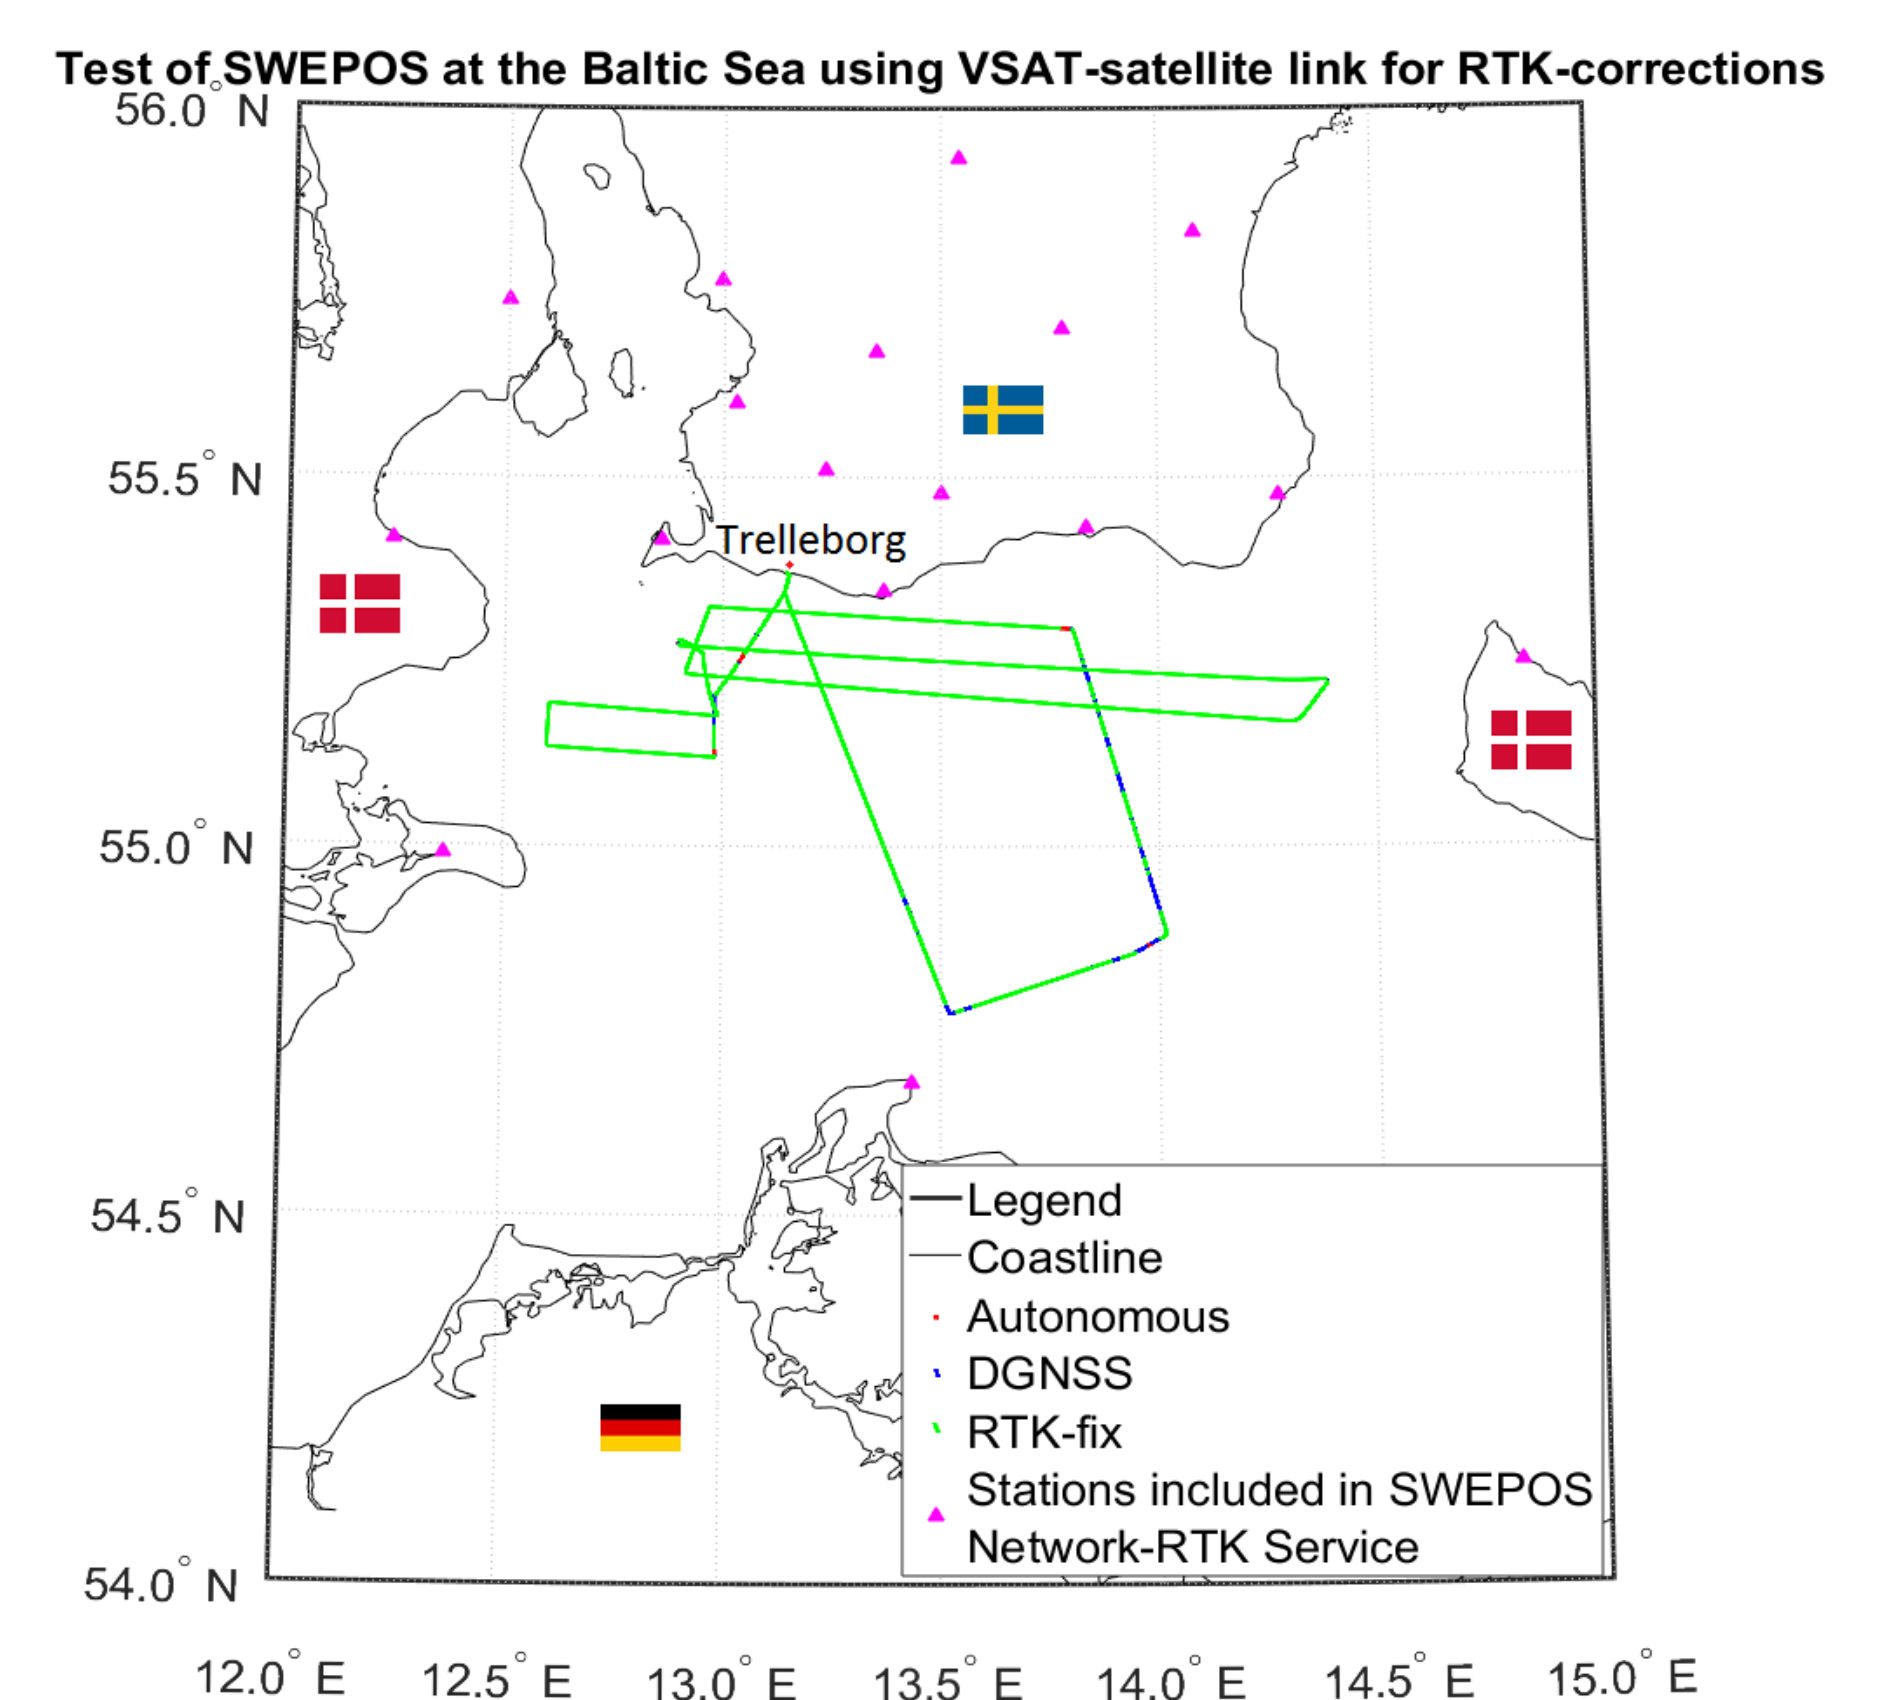 Test of SWEPOS at the Baltic Sea using VSAT-satellite link for RTK-corrections
56.0° N
55.5° N
Trelleborg
55.0° N
54.5° N
Legend
Coastline
Autonomous
DGNSS
RTK-fix
Stations included in SWEPOS
Network-RTK Service
54.0° N
12.0° E 12.5° E 13.0° E 13.5° E 14.0° E 14.5° E 15.0° E